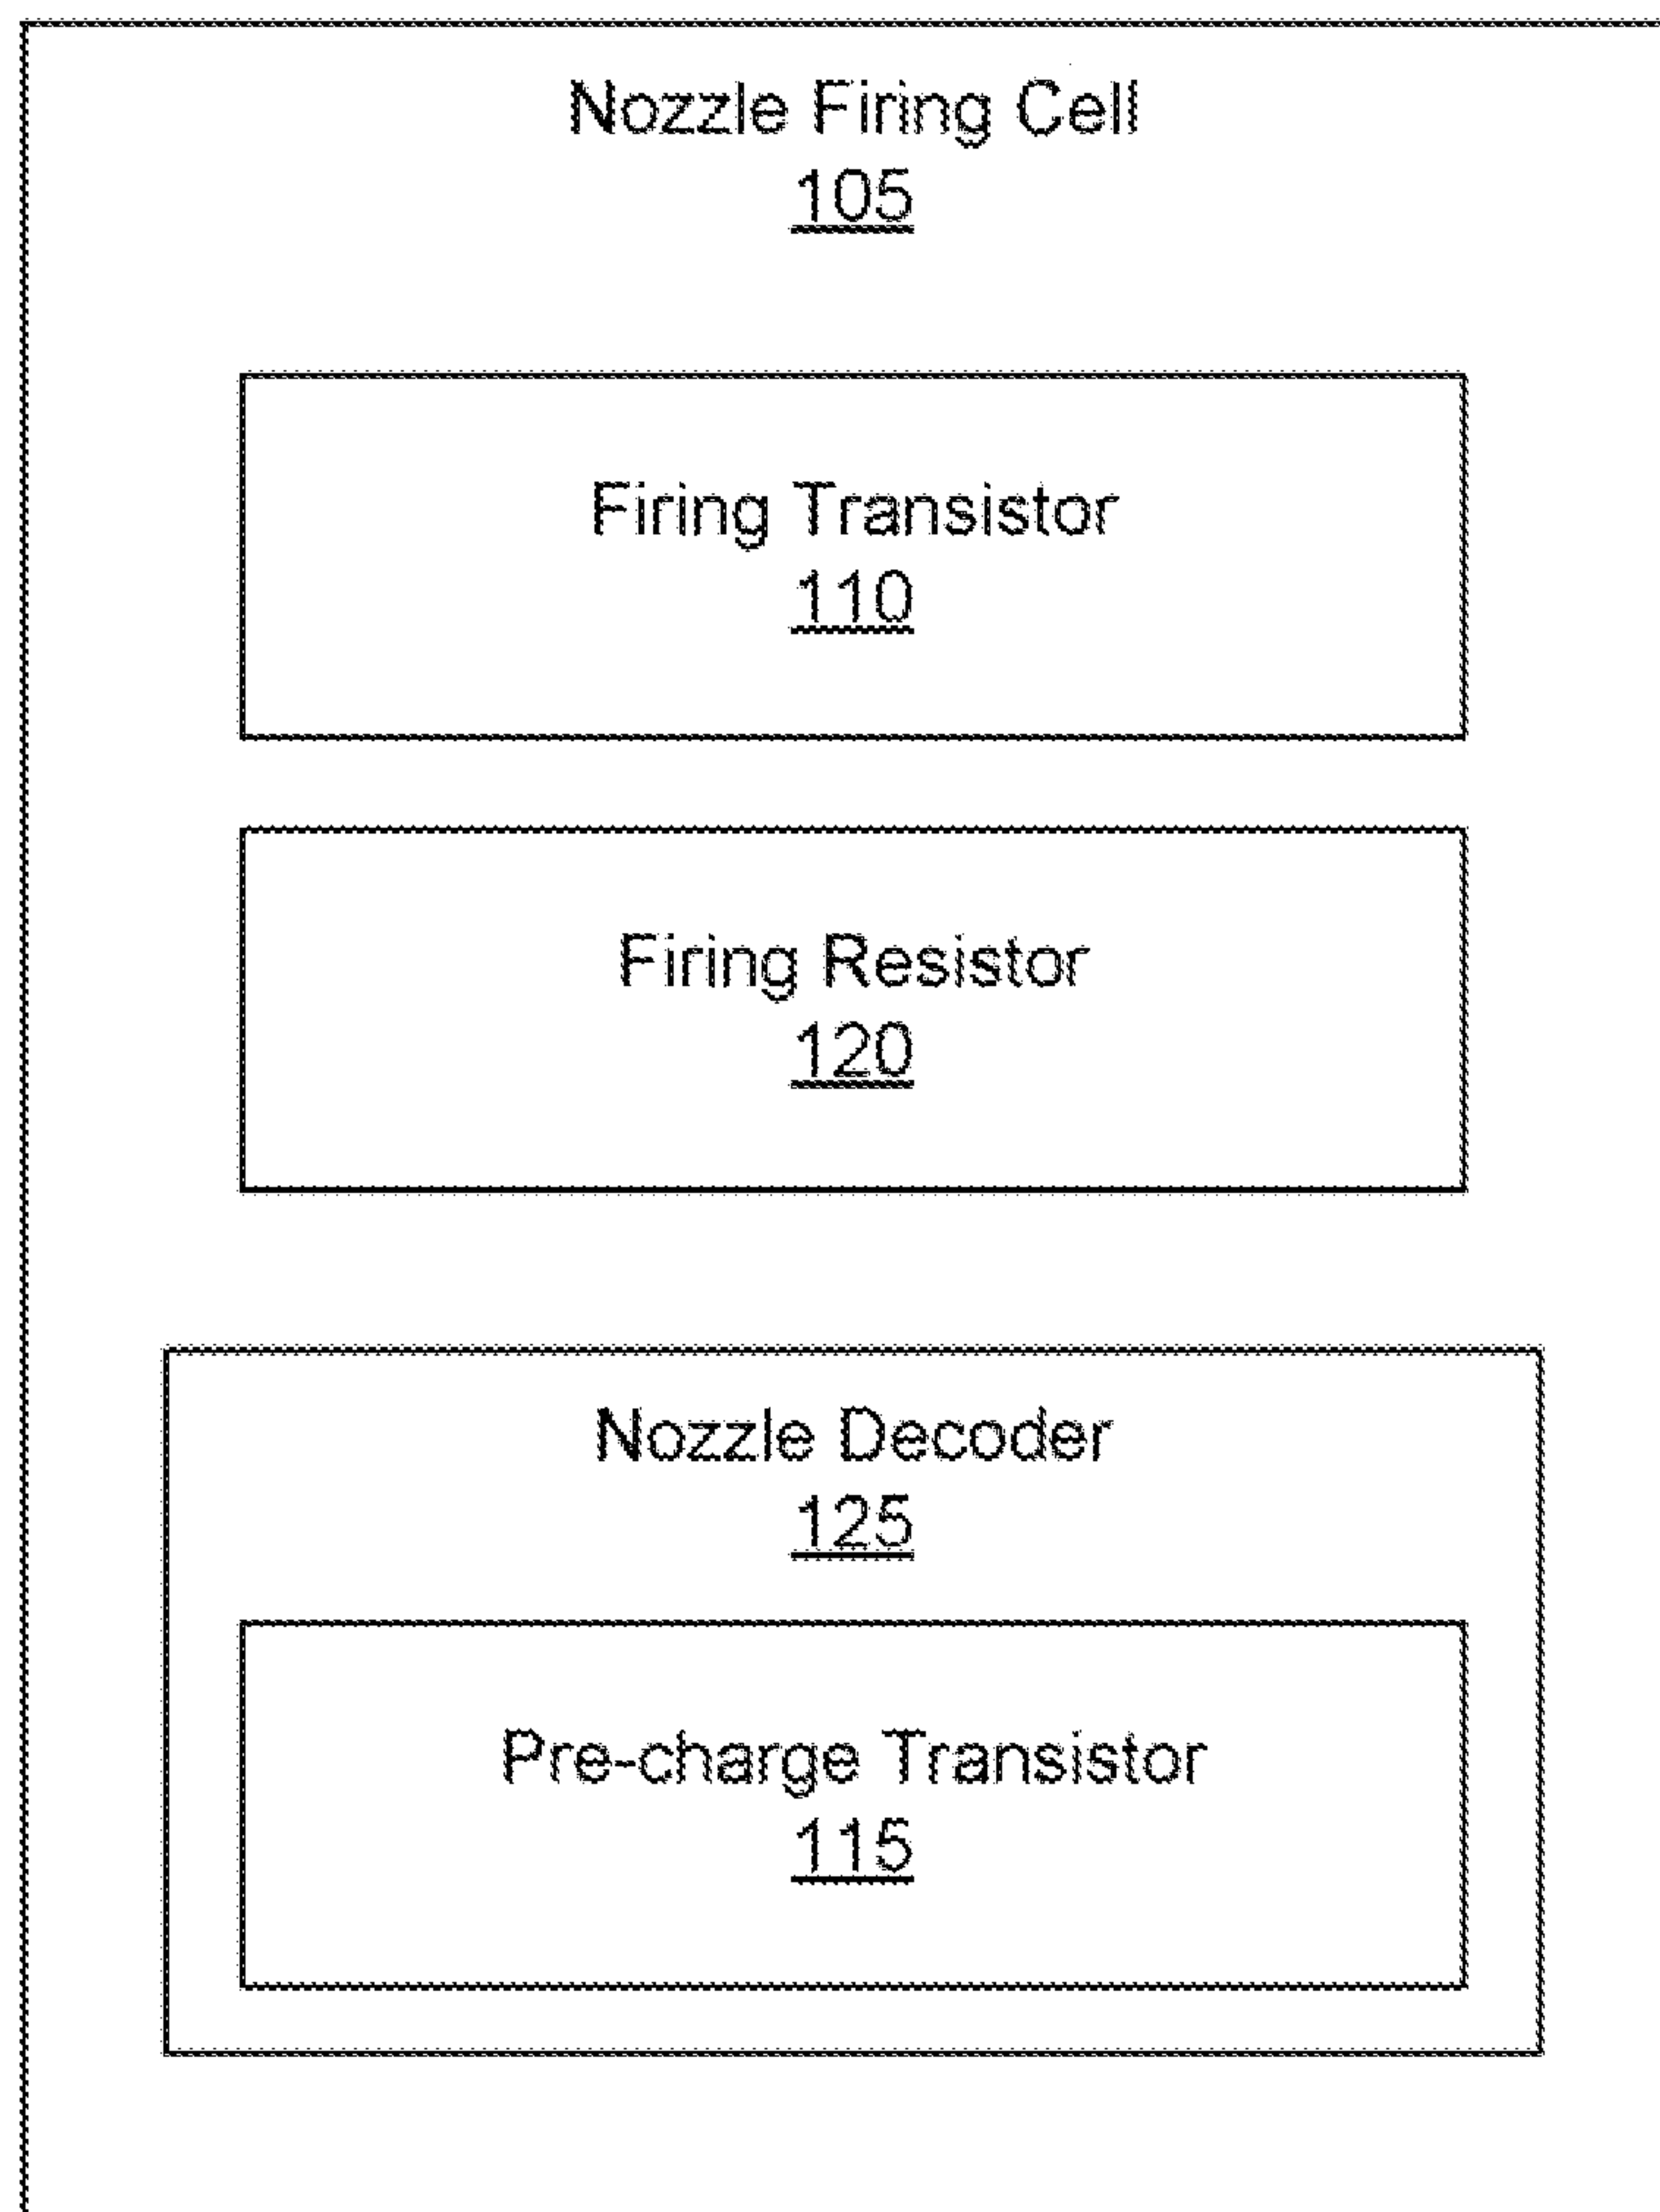 Nozzle Firing Cell
105
Firing Transistor
110
Firing Resistor
120
Nozzle Decoder
125
Pre-charge Transistor
115